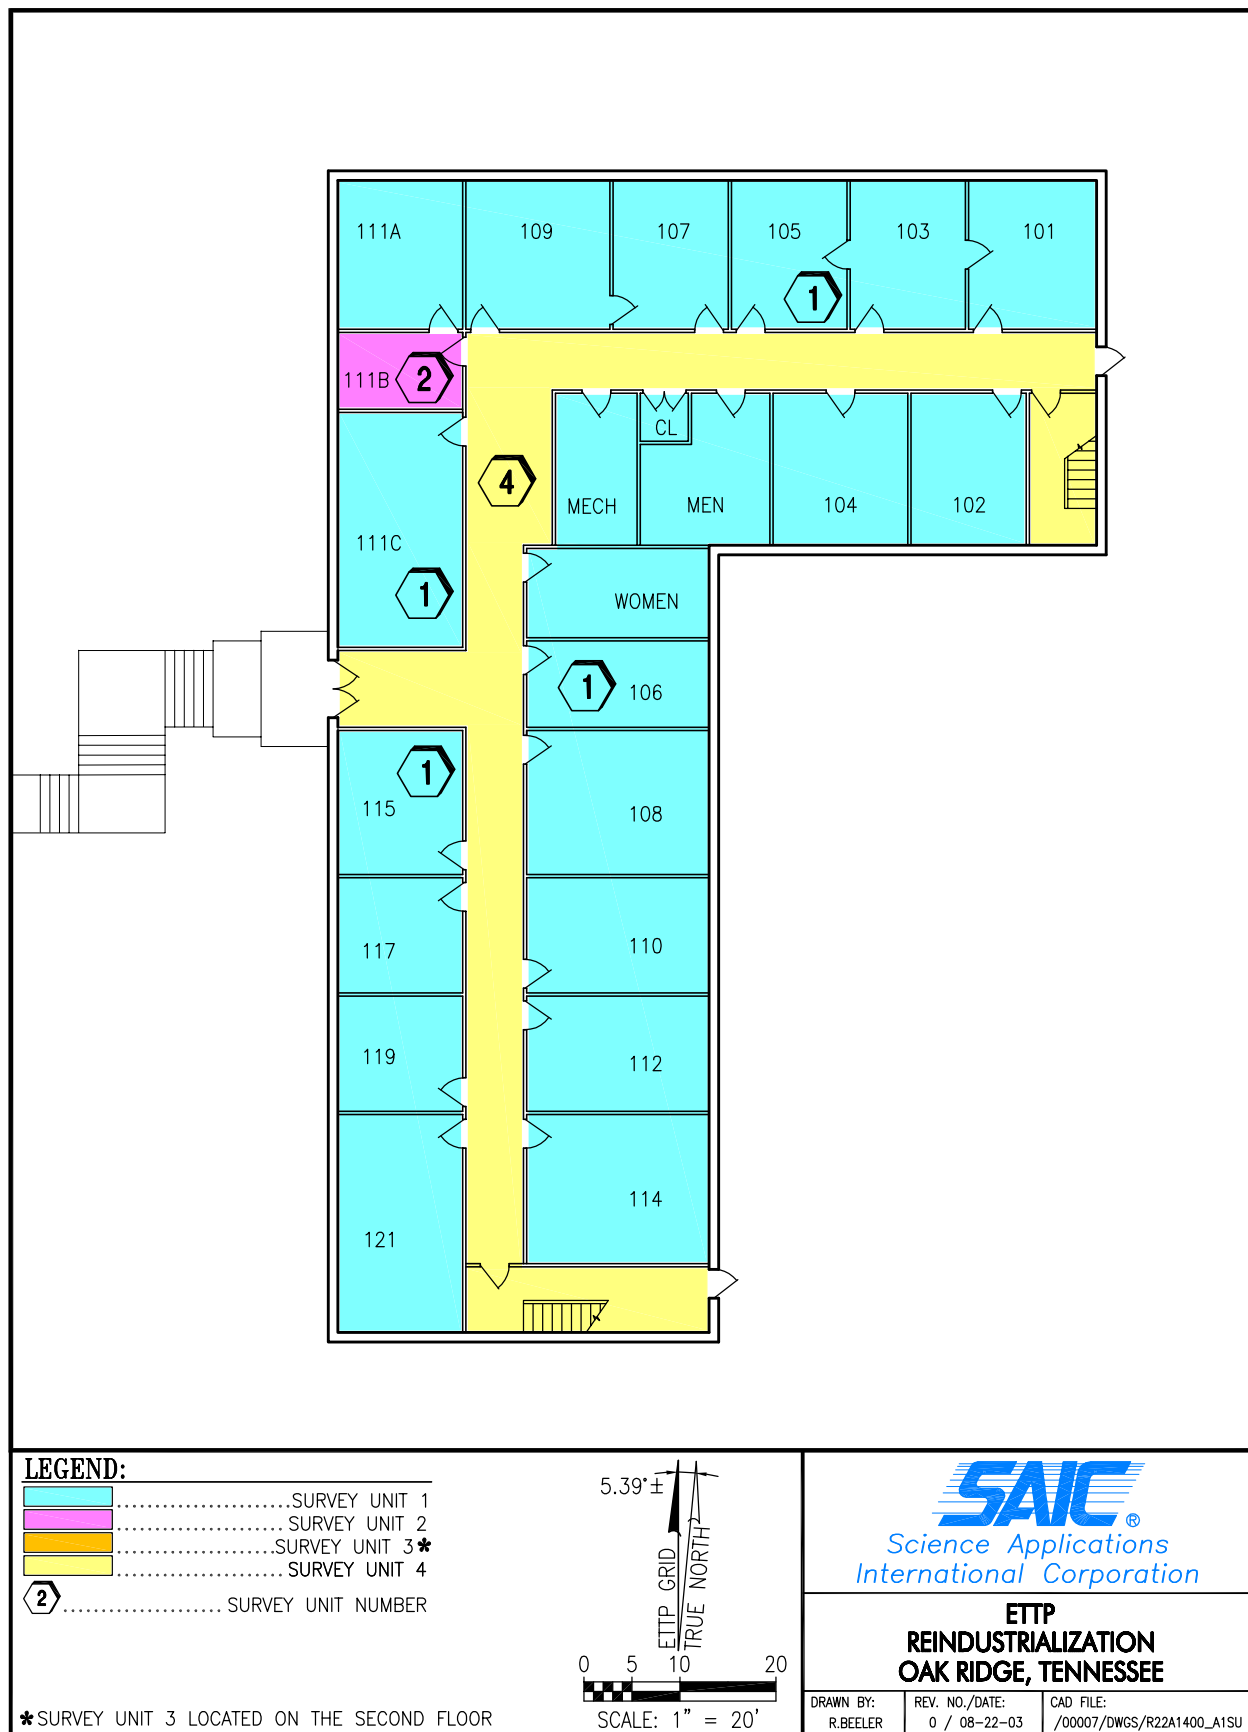 111A
109
107
105
103
101
1
111B
2
CL
4
MECH
MEN
104
102
111C
1
WOMEN
1
106
1
115
108
117
110
119
112
114
121
LEGEND:
....................SURVEY UNIT 1
................... SURVEY UNIT 2
..................SURVEY UNIT 3*
................... SURVEY UNIT 4
2 .................. SURVEY UNIT NUMBER
*SURVEY UNIT 3 LOCATED ON THE SECOND FLOOR
5.39°±
ETTP GRID
TRUE NORTH
0 5 10 20
SCALE: 1" = 20'
SAIC®
Science Applications
International Corporation
ETTP
REINDUSTRIALIZATION
OAK RIDGE, TENNESSEE
DRAWN BY:
R.BEELER
REV. NO./DATE:
0 / 08-22-03
CAD FILE:
/00007/DWGS/R22A1400_A1SU